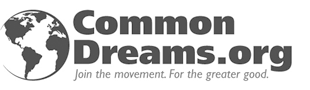 Common
Dreams.org
Join the movement. For the greater good.